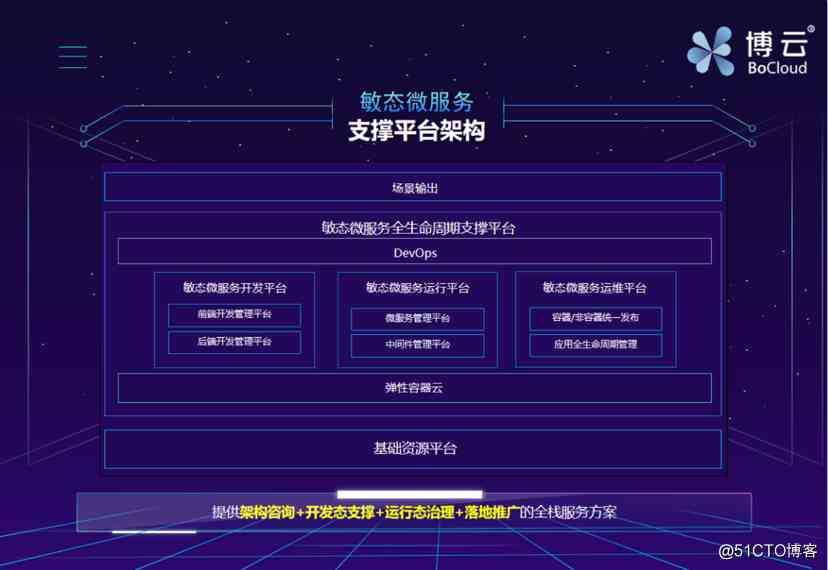 博云®
BoCloud
敏态微服务
支撑平台架构
场景输出
敏态微服务全生命周期支撑平台
DevOps
敏态微服务开发平台
前端开发管理平台
后端开发管理平台
敏态微服务运行平台
微服务管理平台
中间件管理平台
敏态微服务运维平台
容器/非容器统一发布
应用全生命周期管理
弹性容器云
基础资源平台
提供架构咨询+开发态支撑+运行态治理+落地推广的全栈服务方案
@51CTO博客